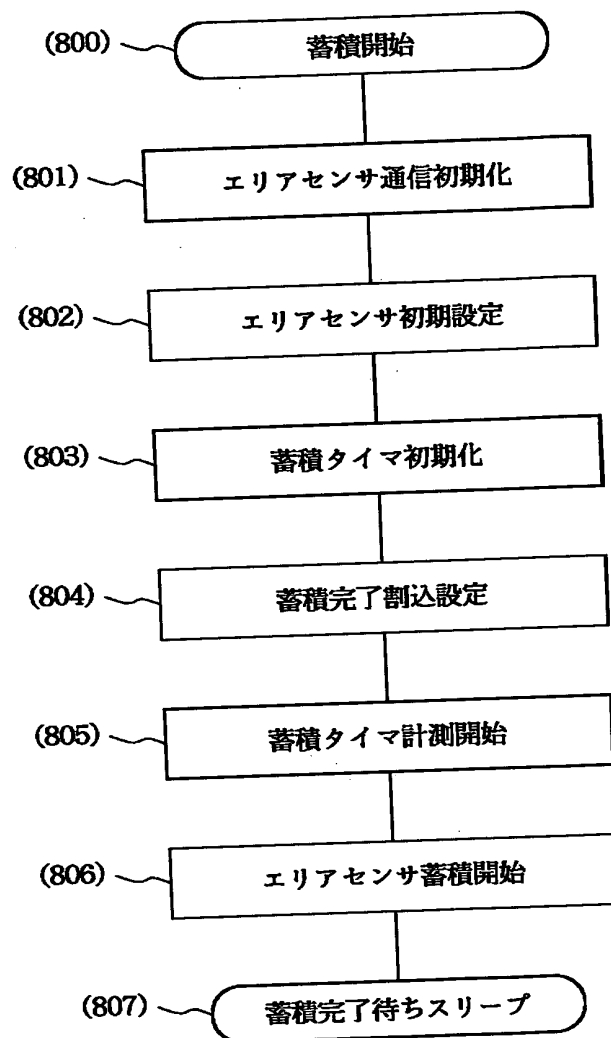 (800) 蓄積開始
(801) エリアセンサ通信初期化
(802) エリアセンサ初期設定
(803) 蓄積タイマ初期化
(804) 蓄積完了割込設定
(805) 蓄積タイマ計測開始
(806) エリアセンサ蓄積開始
(807) 蓄積完了待ちスリープ